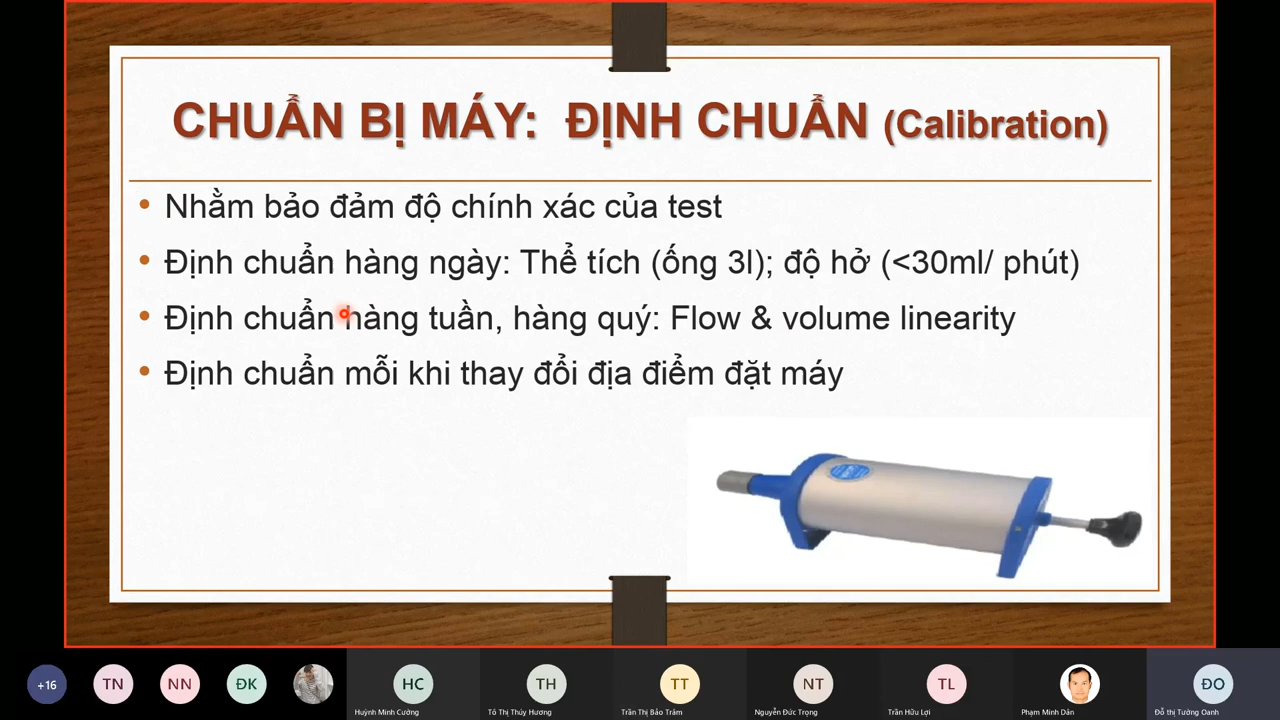 CHUẨN BỊ MÁY: ĐỊNH CHUẨN (Calibration)
• Nhằm bảo đảm độ chính xác của test
• Định chuẩn hàng ngày: Thể tích (ống 3l); độ hở (<30ml/ phút)
• Định chuẩn hàng tuần, hàng quý: Flow & volume linearity
• Định chuẩn mỗi khi thay đổi địa điểm đặt máy
+16 TN NN ĐK HC TH TT NT TL ĐO
Huỳnh Minh Cường Tô Thị Thúy Hương Trần Thị Bảo Trâm Nguyễn Đức Trọng Trần Hữu Lợi Phạm Minh Dân Đỗ thị Tường Oanh